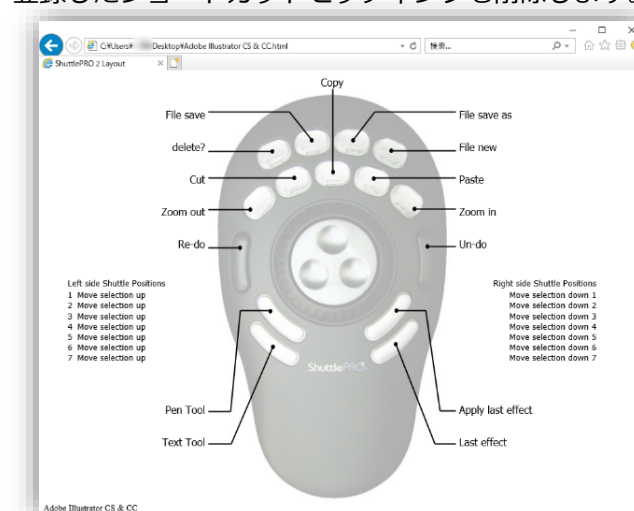 登録したショートカットとリアインプを削除します。
C:¥Users¥ Desktop¥Adobe Illustrator CS & CC.html
検索...
ShuttlePRO 2 Layout
Copy
File save
File save as
delete?
File new
Cut
Paste
Zoom out
Zoom in
Re-do
Un-do
Left side Shuttle Positions
1 Move selection up
2 Move selection up
3 Move selection up
4 Move selection up
5 Move selection up
6 Move selection up
7 Move selection up
Right side Shuttle Positions
Move selection down 1
Move selection down 2
Move selection down 3
Move selection down 4
Move selection down 5
Move selection down 6
Move selection down 7
ShuttlePRO
Pen Tool
Apply last effect
Text Tool
Last effect
Adobe Illustrator CS & CC